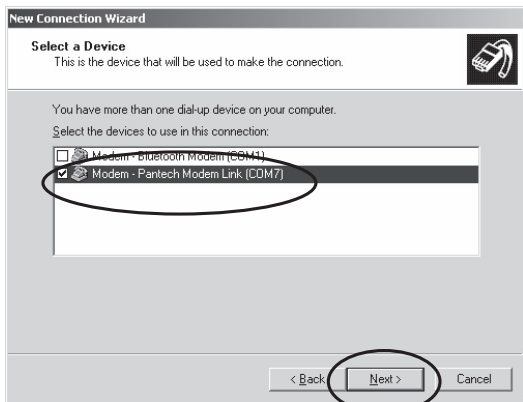 New Connection Wizard
Select a Device
This is the device that will be used to make the connection.
You have more than one dial-up device on your computer.
Select the devices to use in this connection:
Modem - Bluetooth Modem (COM1)
Modem - Pantech Modem Link (COM7)
< Back Next > Cancel